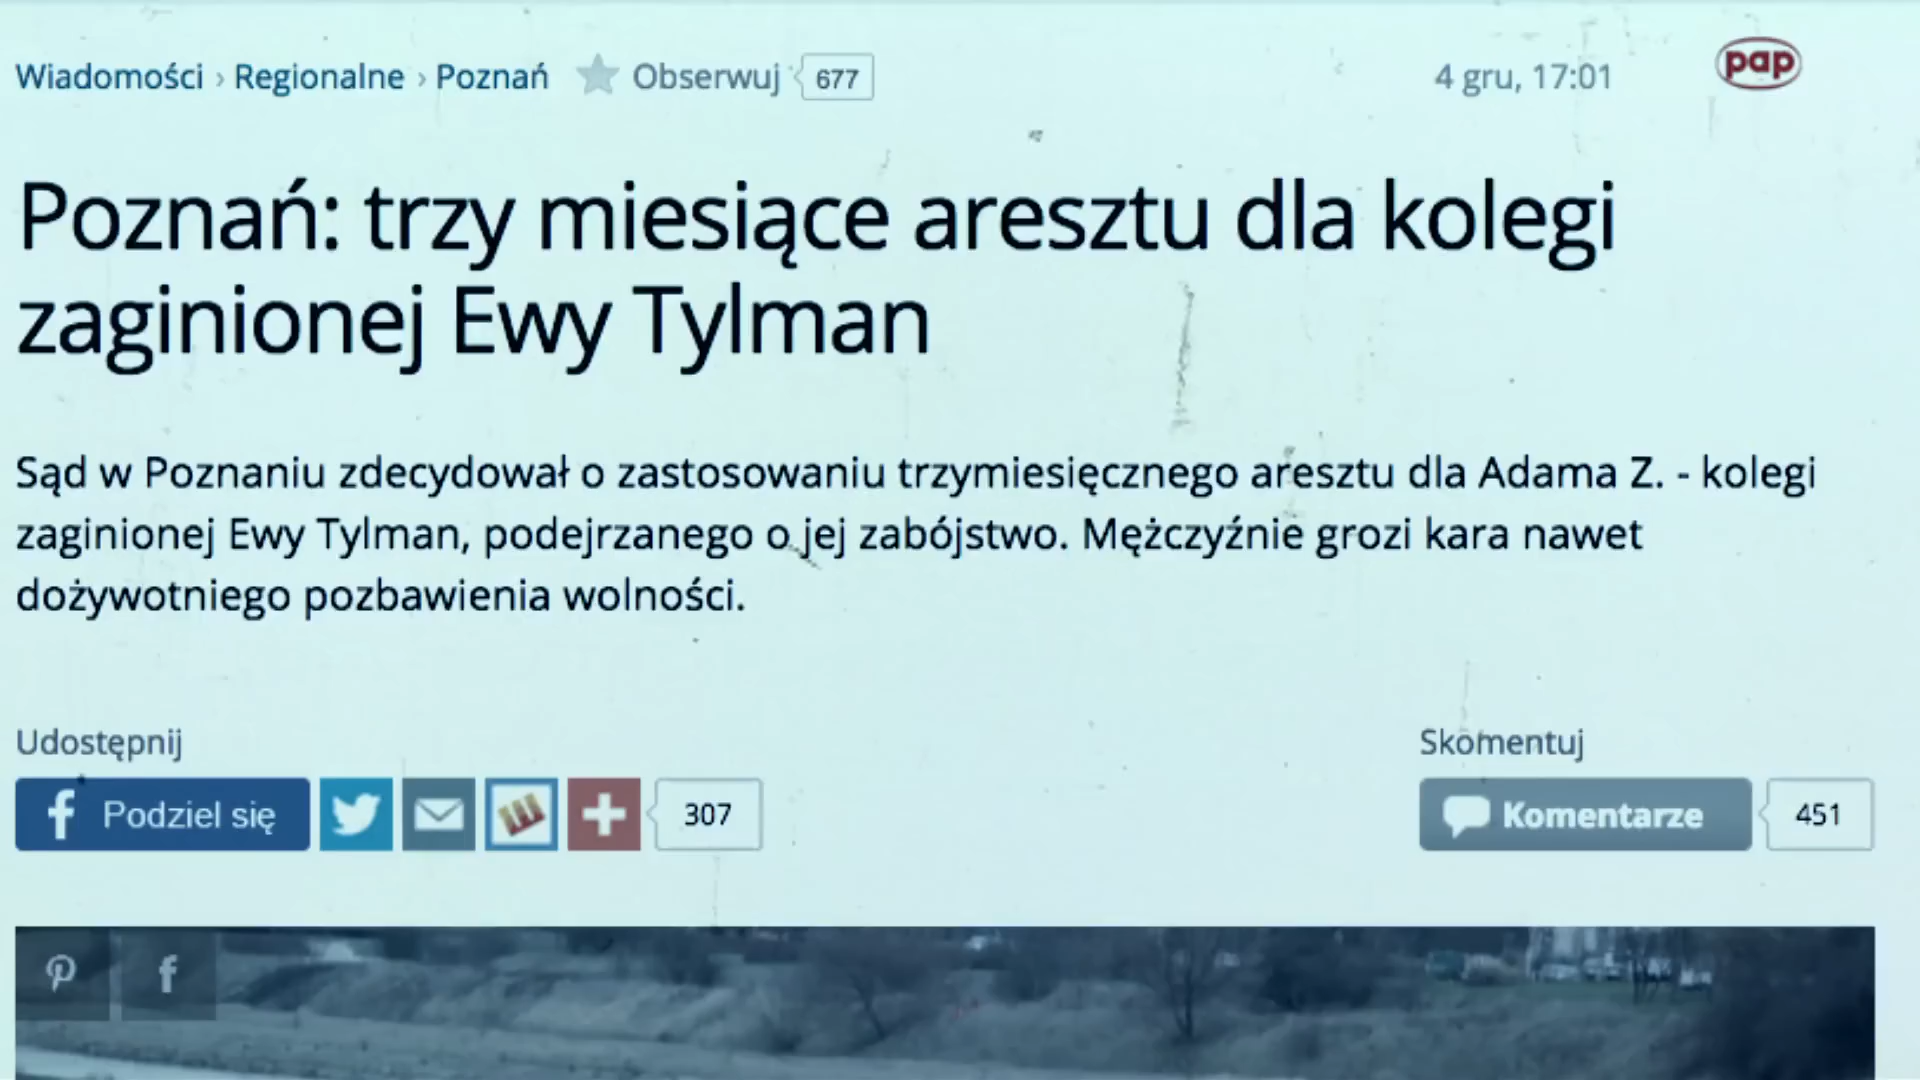 Wiadomości › Regionalne › Poznań Obserwuj 677 4 gru, 17:01 pap
Poznań: trzy miesiące aresztu dla kolegi
zaginionej Ewy Tylman
Sąd w Poznaniu zdecydował o zastosowaniu trzymiesięcznego aresztu dla Adama Z. - kolegi
zaginionej Ewy Tylman, podejrzanego o jej zabójstwo. Mężczyźnie grozi kara nawet
dożywotniego pozbawienia wolności.
Udostępnij Skomentuj
Podziel się 307 Komentarze 451